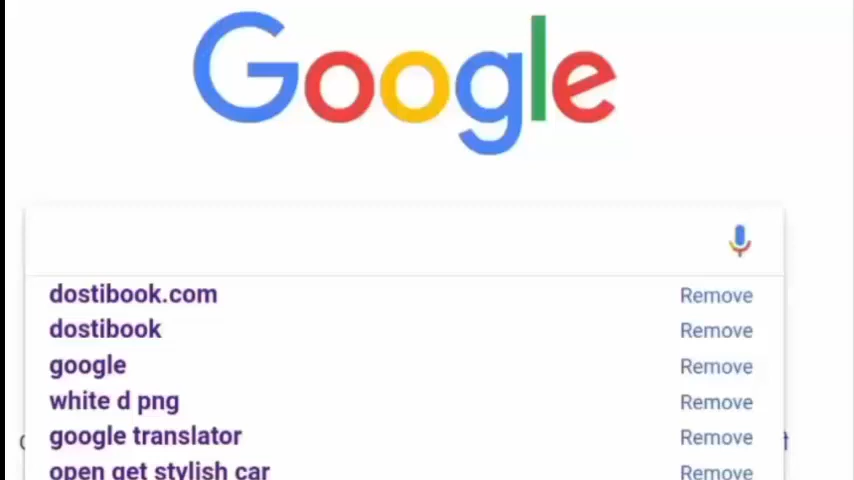 Google
dostibook.com Remove
dostibook Remove
google Remove
white d png Remove
google translator Remove
open get stylish car Remove